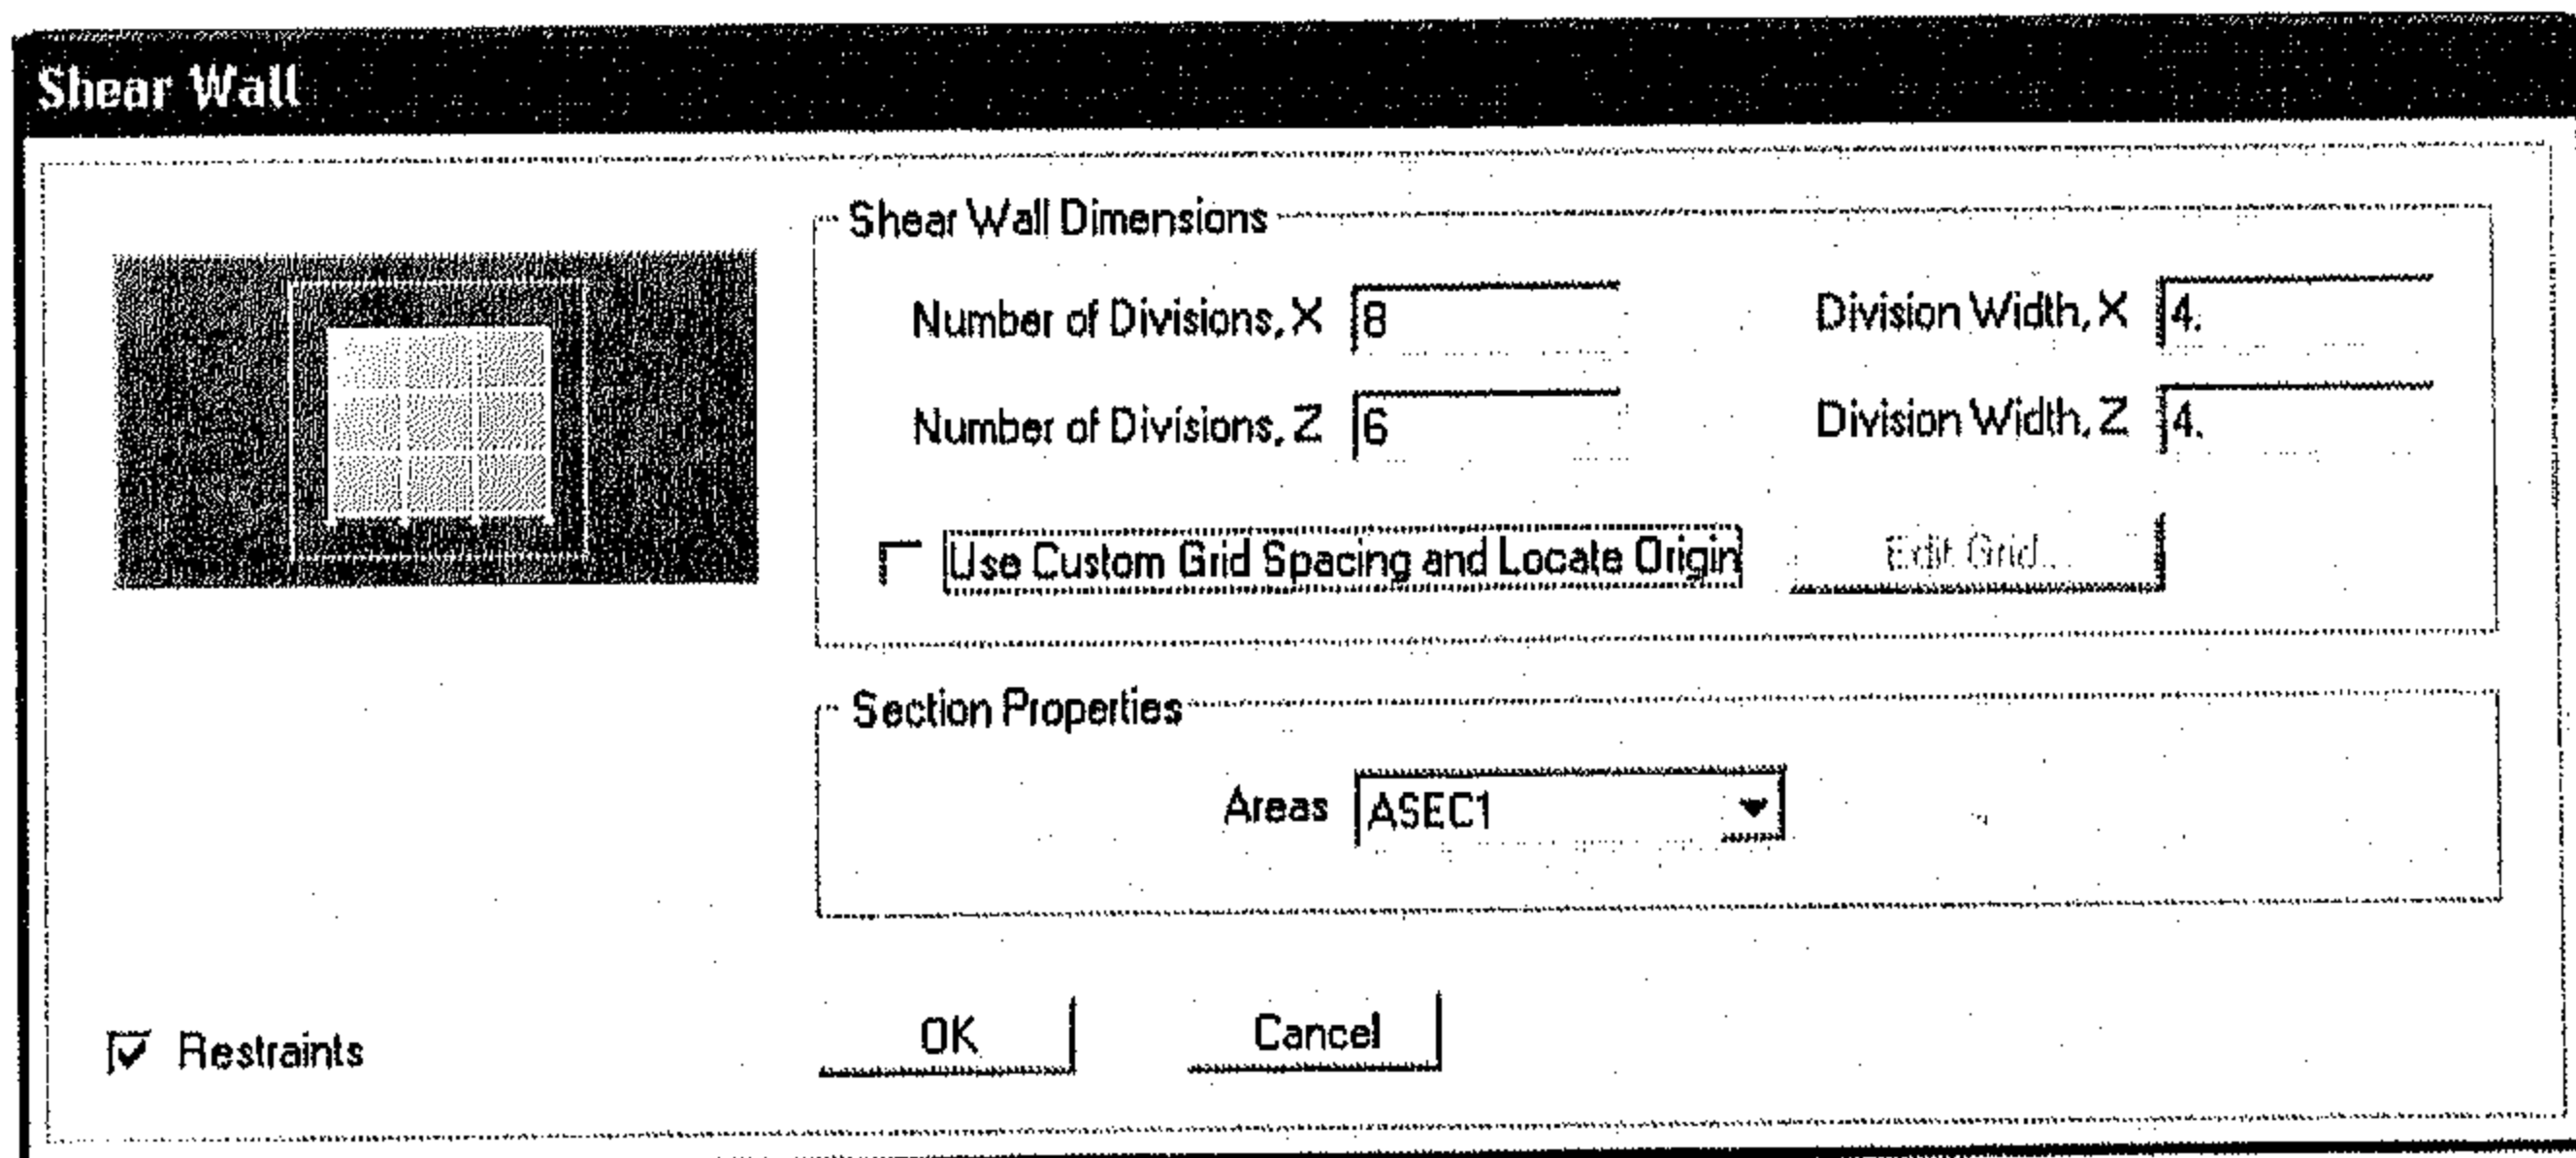 Shear Wall
Shear Wall Dimensions
Number of Divisions, X 8 Division Width, X 4.
Number of Divisions, Z 6 Division Width, Z 4.
Use Custom Grid Spacing and Locate Origin Edit Grid...
Section Properties
Areas ASEC1
Restraints OK Cancel